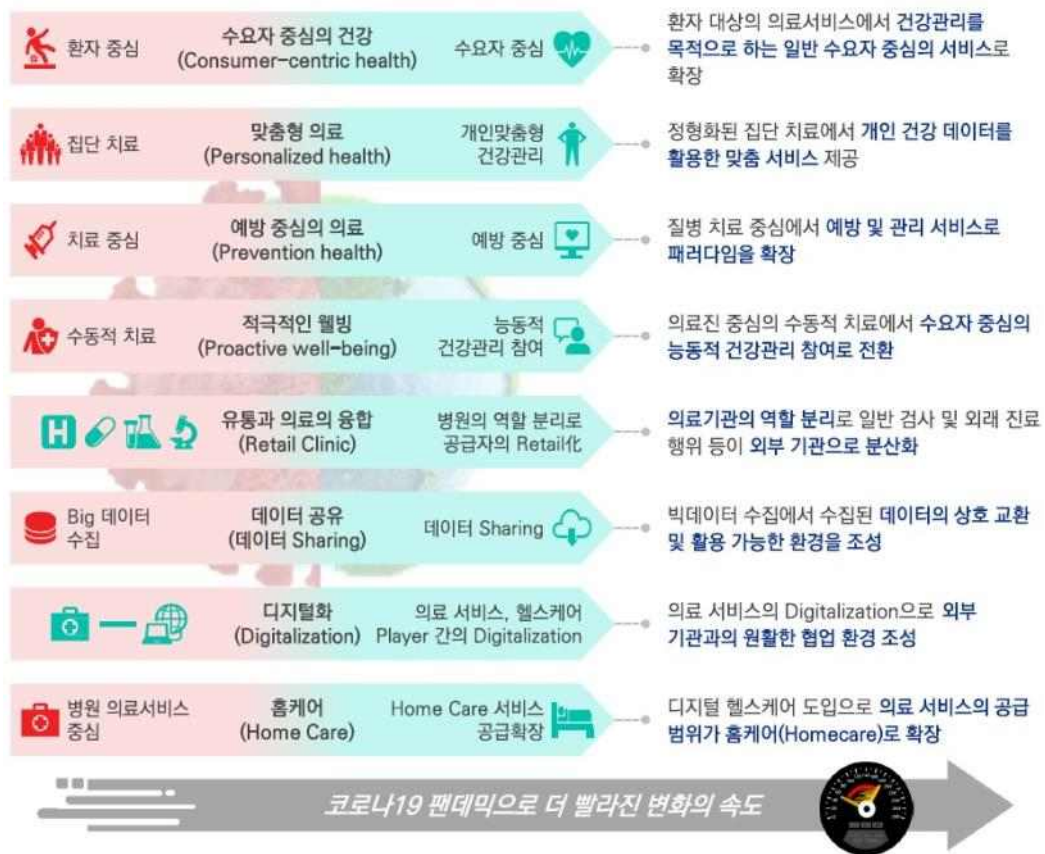 환자 중심
수요자 중심의 건강
(Consumer-centric health)
수요자 중심
환자 대상의 의료서비스에서 건강관리를
목적으로 하는 일반 수요자 중심의 서비스로
확장
집단 치료
맞춤형 의료
(Personalized health)
개인맞춤형
건강관리
정형화된 집단 치료에서 개인 건강 데이터를
활용한 맞춤 서비스 제공
치료 중심
예방 중심의 의료
(Prevention health)
예방 중심
질병 치료 중심에서 예방 및 관리 서비스로
패러다임을 확장
수동적 치료
적극적인 웰빙
(Proactive well-being)
능동적
건강관리 참여
의료진 중심의 수동적 치료에서 수요자 중심의
능동적 건강관리 참여로 전환
H
유통과 의료의 융합
(Retail Clinic)
병원의 역할 분리로
공급자의 Retail化
의료기관의 역할 분리로 일반 검사 및 외래 진료
행위 등이 외부 기관으로 분산화
Big 데이터
수집
데이터 공유
(데이터 Sharing)
데이터 Sharing
빅데이터 수집에서 수집된 데이터의 상호 교환
및 활용 가능한 환경을 조성
디지털화
(Digitalization)
의료 서비스, 헬스케어
Player 간의 Digitalization
의료 서비스의 Digitalization으로 외부
기관과의 원활한 협업 환경 조성
병원 의료서비스
중심
홈케어
(Home Care)
Home Care 서비스
공급확장
디지털 헬스케어 도입으로 의료 서비스의 공급
범위가 홈케어(Homecare)로 확장
코로나19 팬데믹으로 더 빨라진 변화의 속도